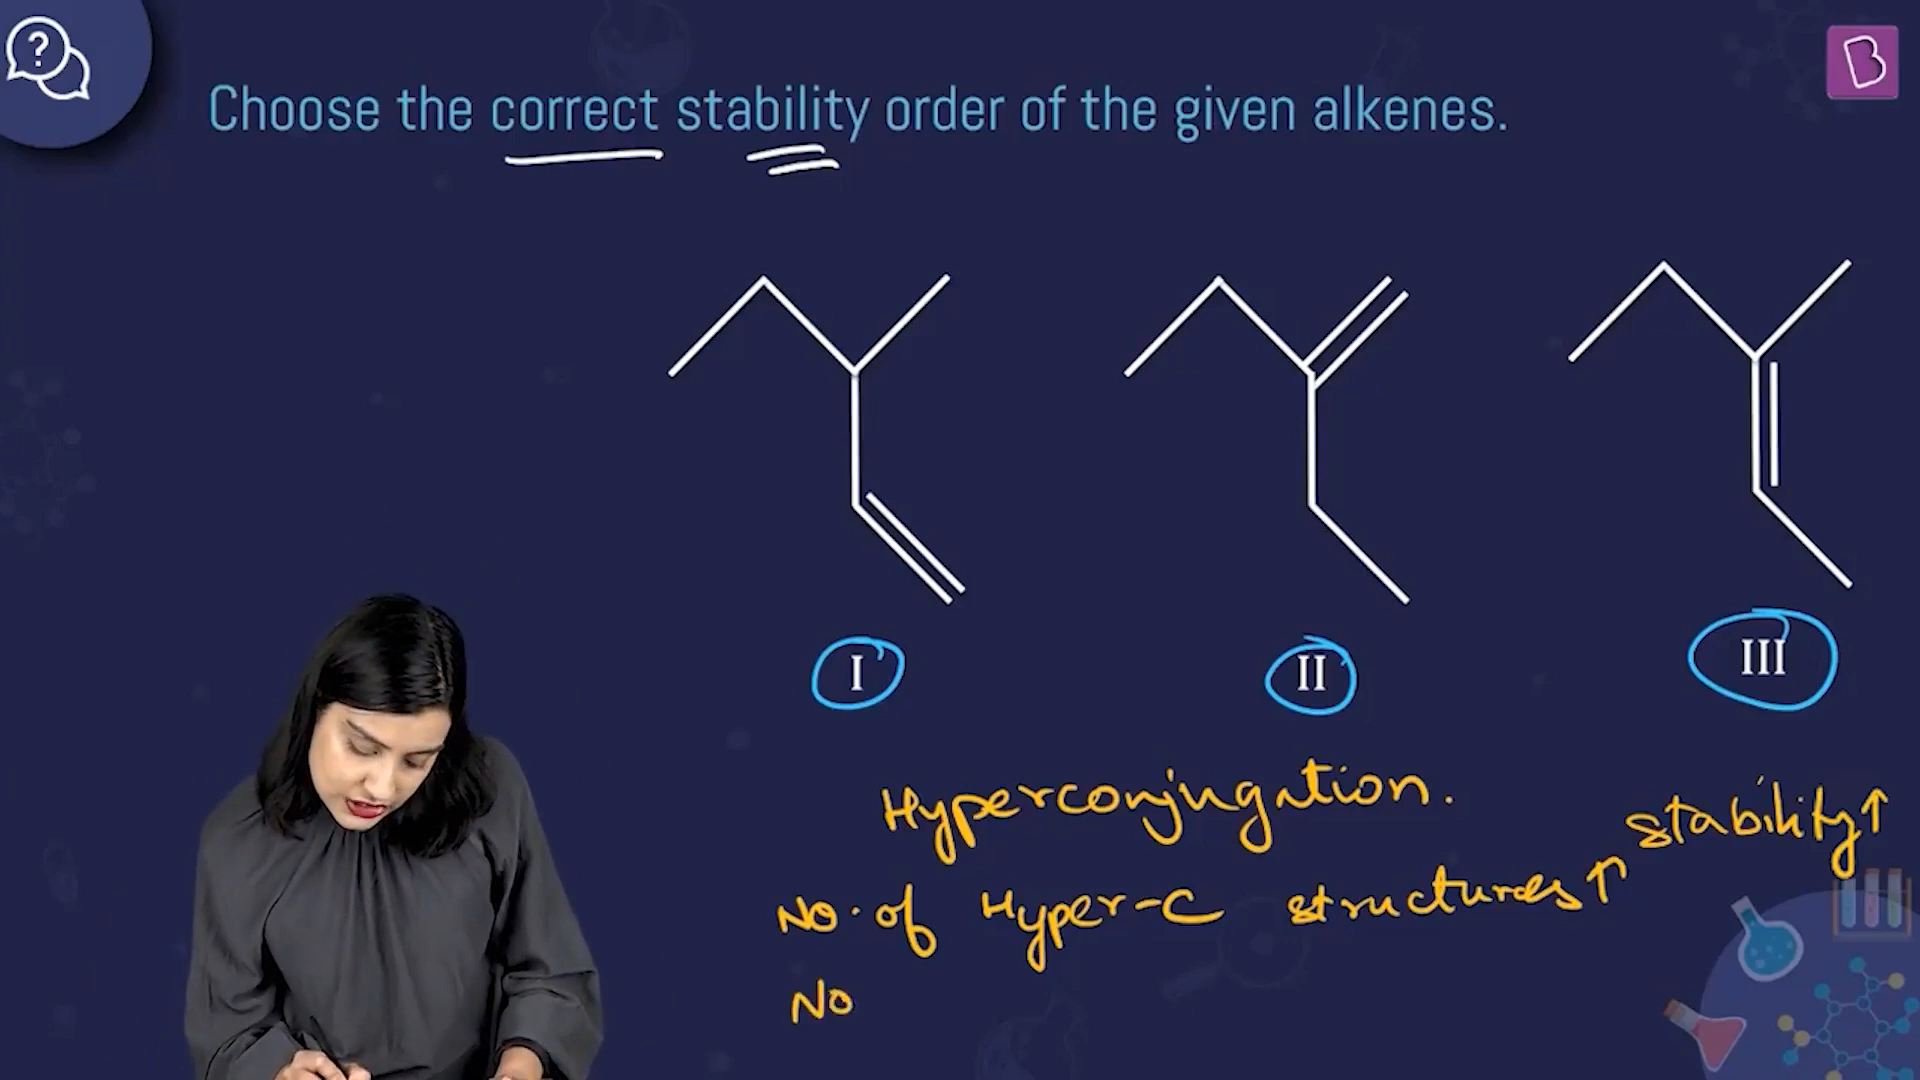 Choose the correct stability order of the given alkenes.
I
II
III
Hyperconjugation.
No. of Hyper-C structures↑ stability↑
No